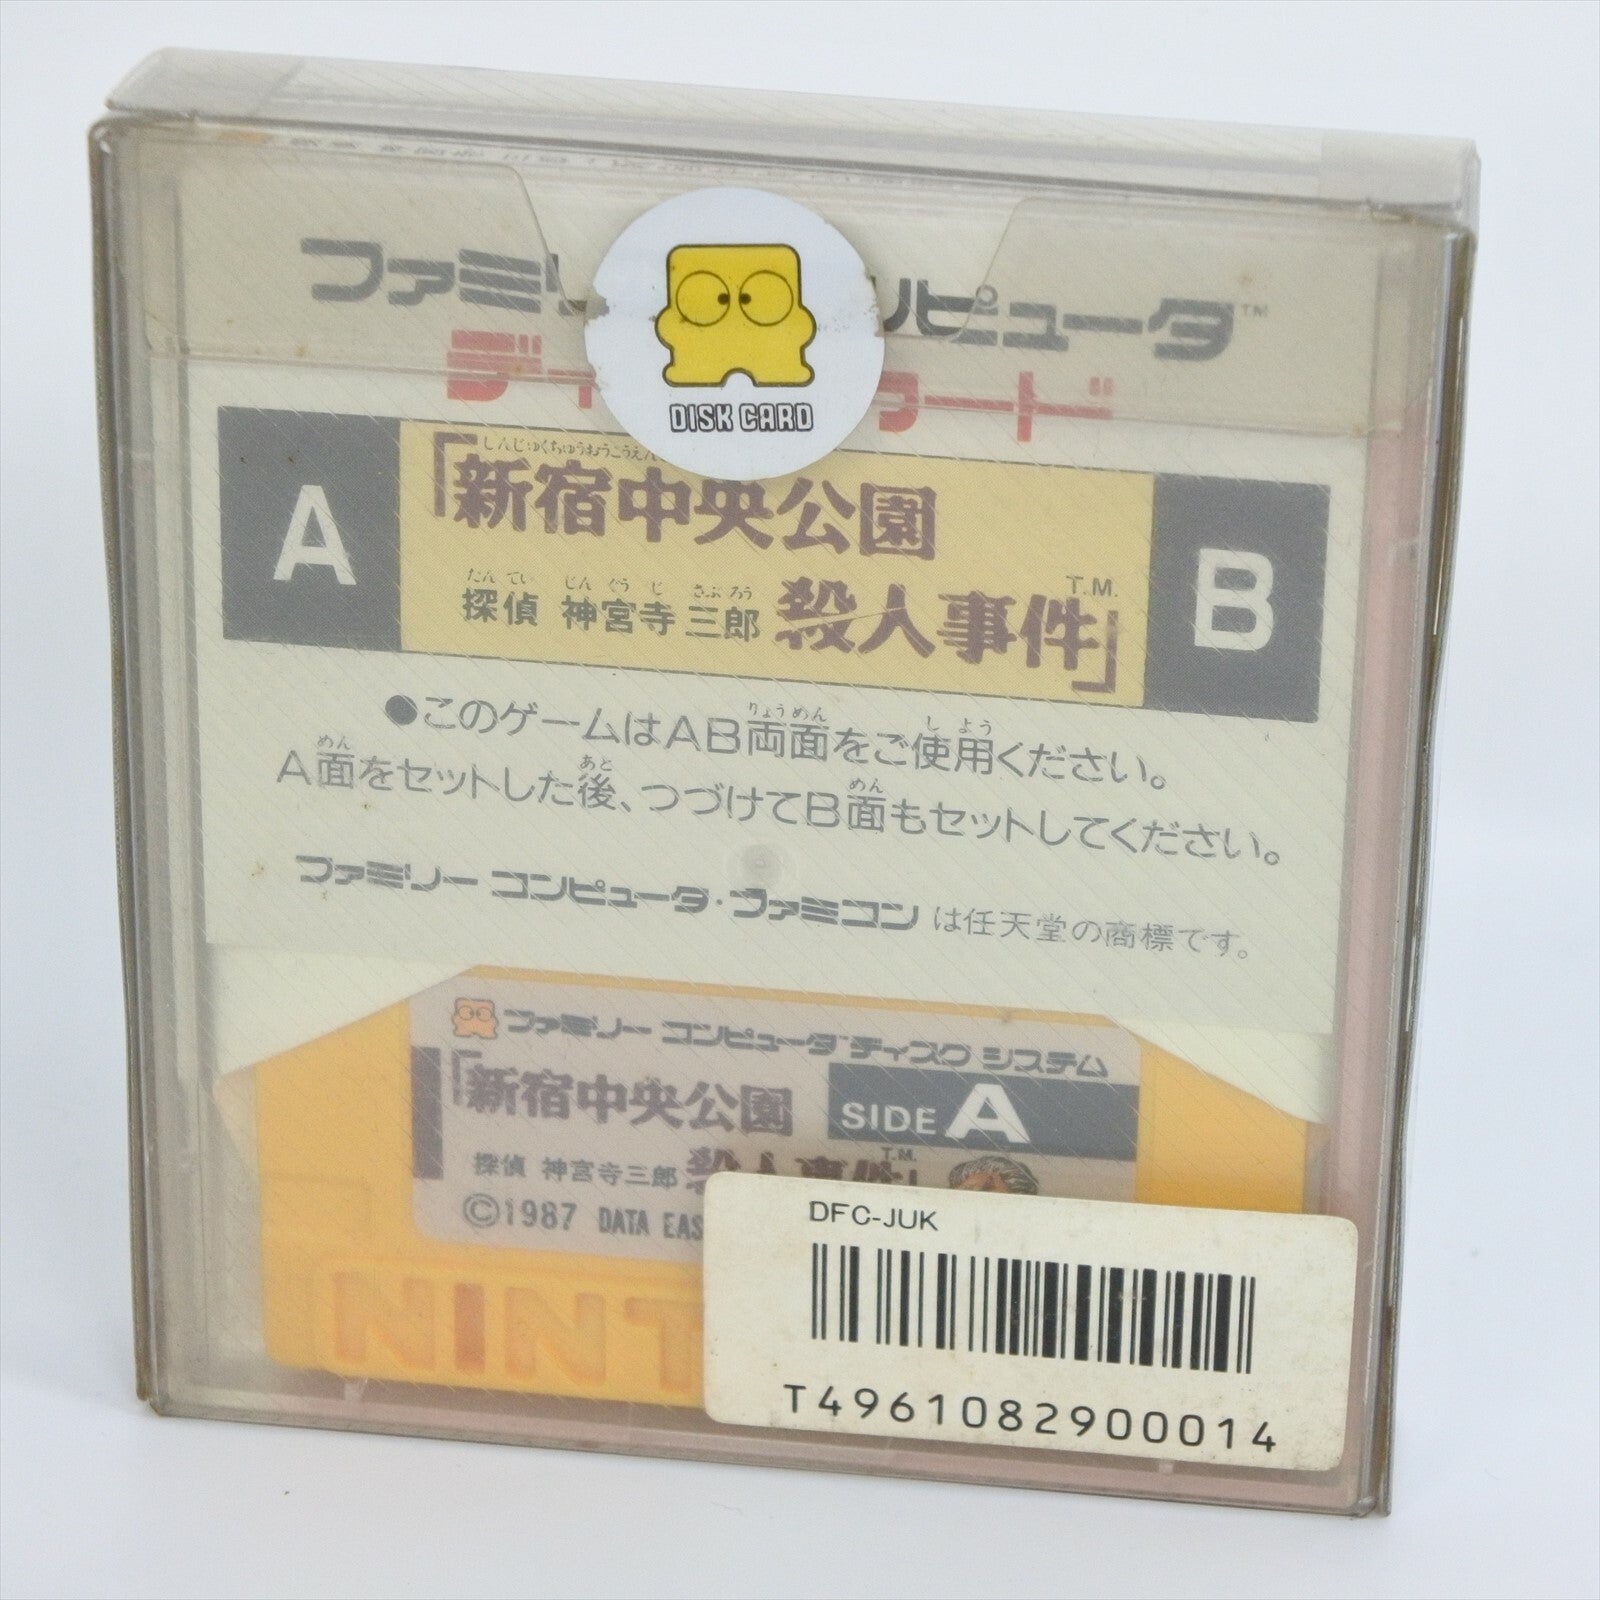 ファミ ンピュータ™
DISK CARD
ディ カード
A
しんじゅくちゅうおうこうえん
「新宿中央公園
たんてい じんぐうじ さぶろう
探偵 神宮寺三郎 殺人事件」T.M.
B
りょうめん しよう
●このゲームはAB両面をご使用ください。
めん あと めん
A面をセットした後、つづけてB面もセットしてください。
ファミリー コンピュータ・ファミコン は任天堂の商標です。
ファミリー コンピュータ™ ディスク システム
「新宿中央公園
SIDE A
探偵 神宮寺三郎 殺人事件」T.M.
©1987 DATA EAS
NINT
DFC-JUK
T4961082900014